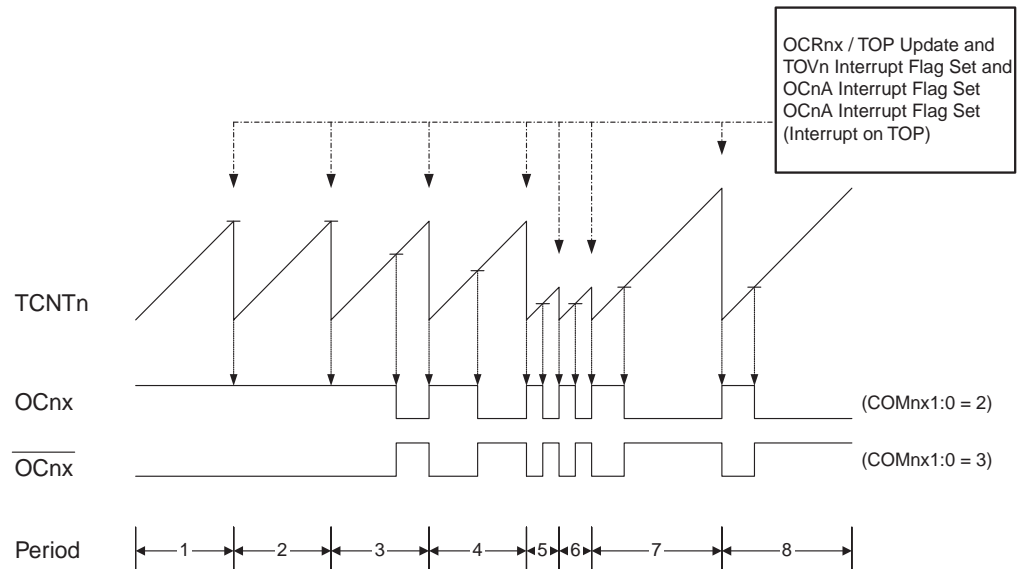 OCRnx / TOP Update and
TOVn Interrupt Flag Set and
OCnA Interrupt Flag Set
OCnA Interrupt Flag Set
(Interrupt on TOP)
TCNTn
OCnx (COMnx1:0 = 2)
OCnx (COMnx1:0 = 3)
Period 1 2 3 4 5 6 7 8